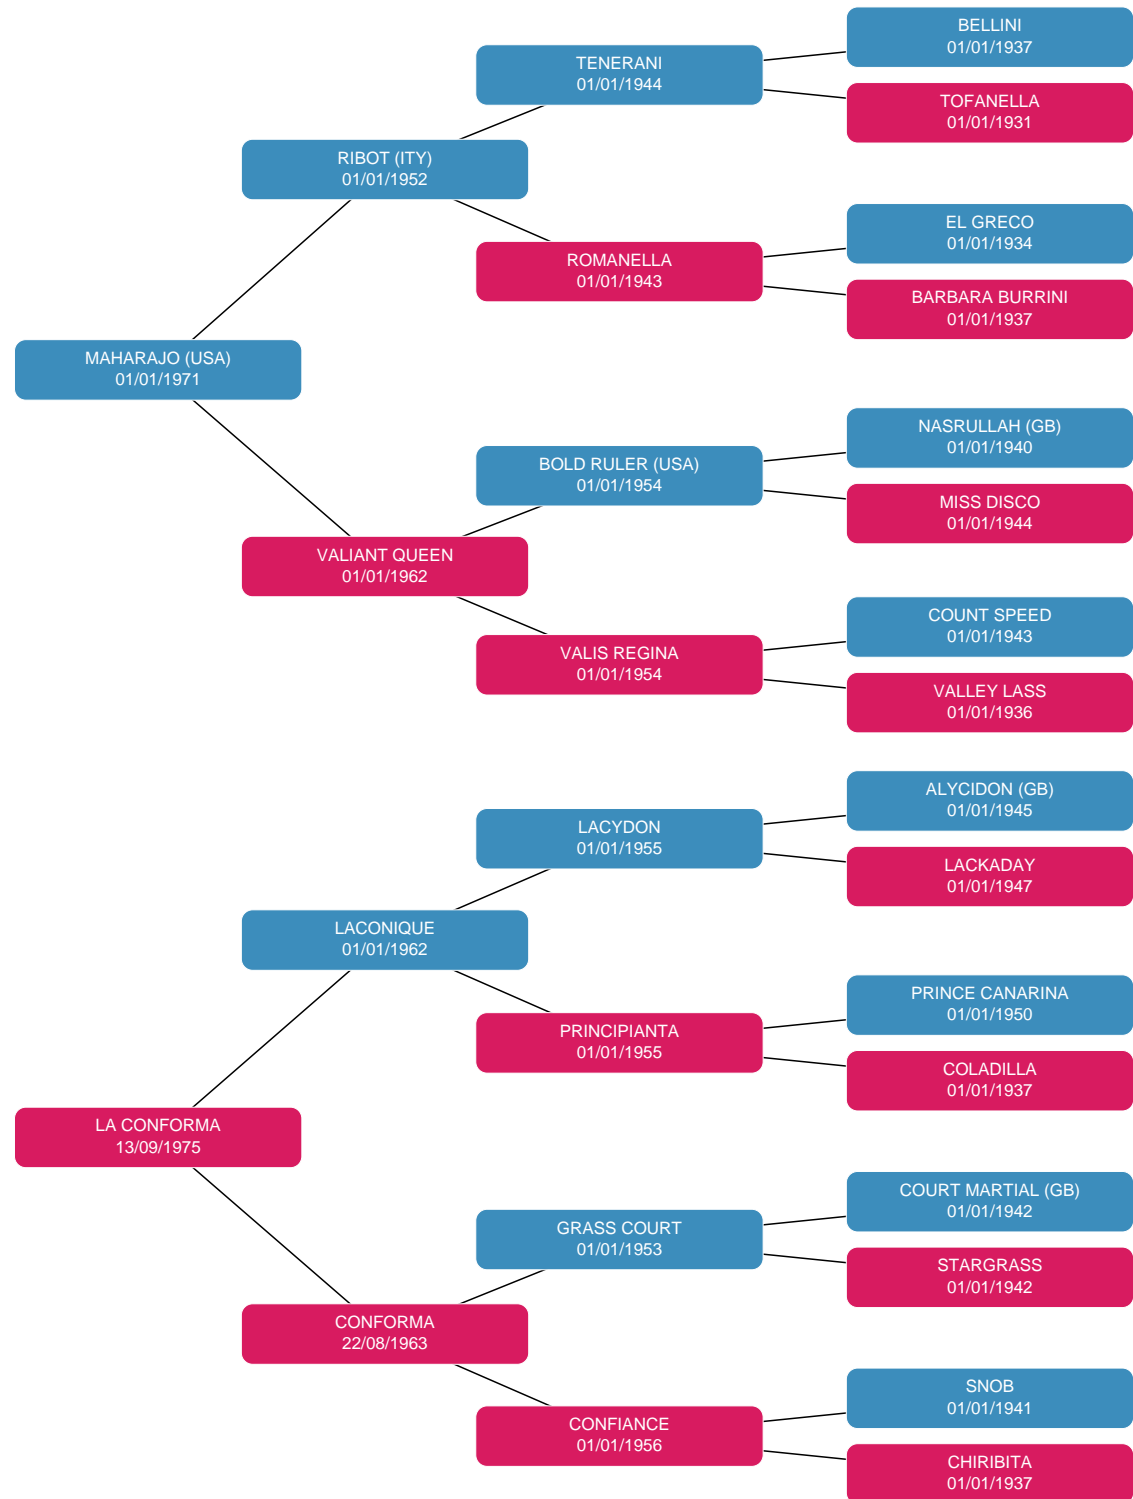 BELLINI
01/01/1937
TENERANI
01/01/1944
TOFANELLA
01/01/1931
RIBOT (ITY)
01/01/1952
EL GRECO
01/01/1934
ROMANELLA
01/01/1943
BARBARA BURRINI
01/01/1937
MAHARAJO (USA)
01/01/1971
NASRULLAH (GB)
01/01/1940
BOLD RULER (USA)
01/01/1954
MISS DISCO
01/01/1944
VALIANT QUEEN
01/01/1962
COUNT SPEED
01/01/1943
VALIS REGINA
01/01/1954
VALLEY LASS
01/01/1936
ALYCIDON (GB)
01/01/1945
LACYDON
01/01/1955
LACKADAY
01/01/1947
LACONIQUE
01/01/1962
PRINCE CANARINA
01/01/1950
PRINCIPIANTA
01/01/1955
COLADILLA
01/01/1937
LA CONFORMA
13/09/1975
COURT MARTIAL (GB)
01/01/1942
GRASS COURT
01/01/1953
STARGRASS
01/01/1942
CONFORMA
22/08/1963
SNOB
01/01/1941
CONFIANCE
01/01/1956
CHIRIBITA
01/01/1937